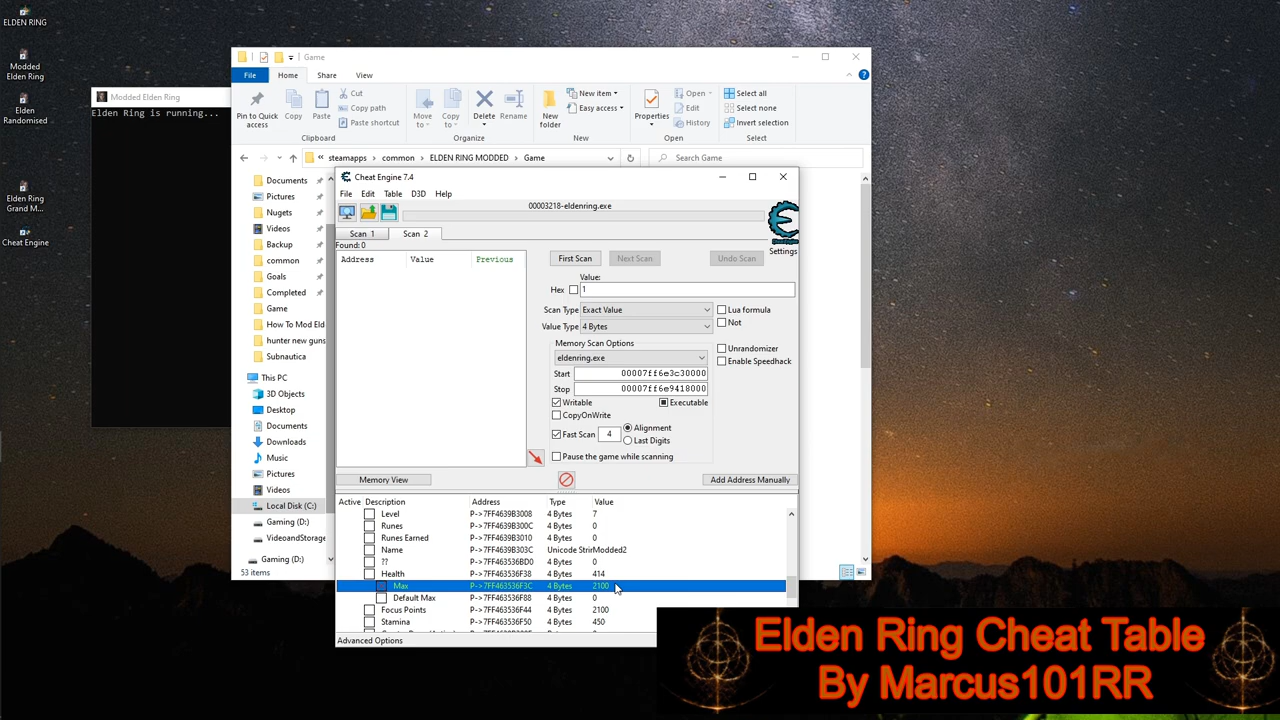 ELDEN RING
Modded
Elden Ring
Elden
Randomised
Elden Ring
Grand M...
Cheat Engine
Modded Elden Ring
Elden Ring is running...
Game
File
Home
Share
View
Pin to Quick
access
Copy
Paste
Cut
Copy path
Paste shortcut
Clipboard
Move
to
Copy
to
Delete
Rename
Organize
New
folder
New item
Easy access
New
Properties
Open
Edit
History
Open
Select all
Select none
Invert selection
Select
« steamapps › common › ELDEN RING MODDED › Game
Search Game
Documents
Pictures
Nugets
Videos
Backup
common
Goals
Completed
Game
How To Mod Eld
hunter new guns
Subnautica
This PC
3D Objects
Desktop
Documents
Downloads
Music
Pictures
Videos
Local Disk (C:)
Gaming (D:)
VideoandStorage
Gaming (D:)
53 items
Cheat Engine 7.4
File Edit Table D3D Help
00003218-eldenring.exe
Scan 1 Scan 2
Found: 0
Address Value Previous
First Scan Next Scan Undo Scan
Settings
Value:
Hex 1
Scan Type Exact Value
Lua formula
Not
Value Type 4 Bytes
Memory Scan Options
eldenring.exe
Unrandomizer
Enable Speedhack
Start 00007ff6e3c30000
Stop 00007ff6e9418000
Writable Executable
CopyOnWrite
Fast Scan 4 Alignment
Last Digits
Pause the game while scanning
Memory View Add Address Manually
Active Description Address Type Value
Level P->7FF4639B3008 4 Bytes 7
Runes P->7FF4639B300C 4 Bytes 0
Runes Earned P->7FF4639B3010 4 Bytes 0
Name P->7FF4639B303C Unicode StrinModded2
?? P->7FF463536BD0 4 Bytes 0
Health P->7FF463536F38 4 Bytes 414
Max P->7FF463536F3C 4 Bytes 2100
Default Max P->7FF463536F88 4 Bytes 0
Focus Points P->7FF463536F44 4 Bytes 2100
Stamina P->7FF463536F50 4 Bytes 450
Advanced Options
Elden Ring Cheat Table
By Marcus101RR